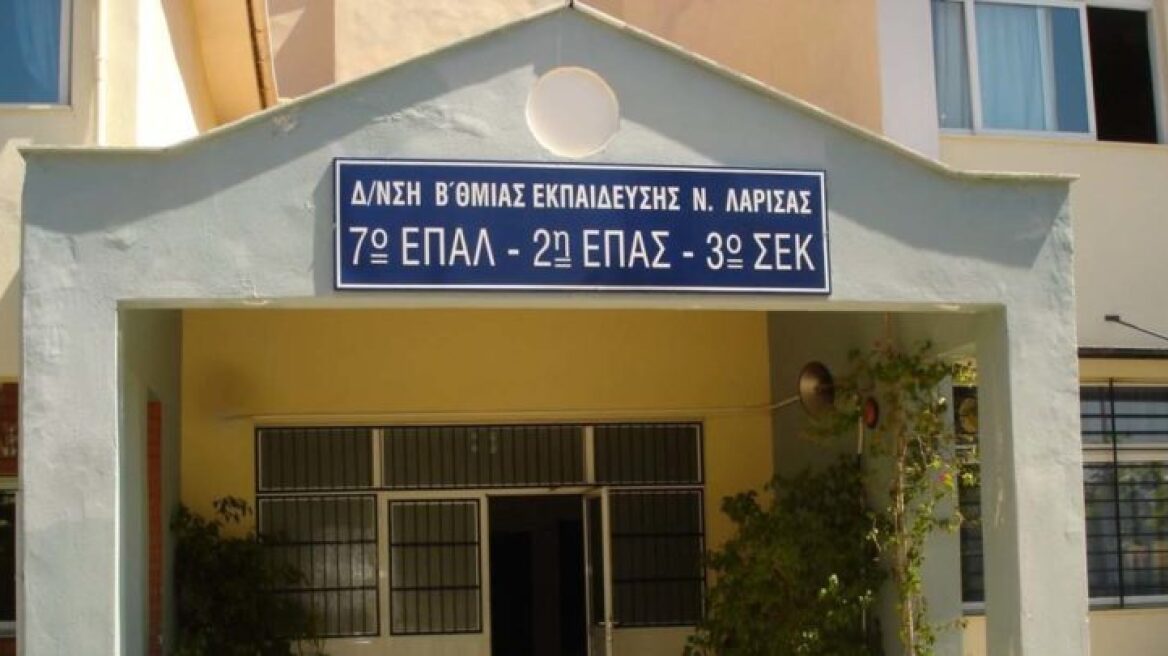 Δ/ΝΣΗ Β΄ΘΜΙΑΣ ΕΚΠΑΙΔΕΥΣΗΣ Ν. ΛΑΡΙΣΑΣ
7ο ΕΠΑΛ - 2η ΕΠΑΣ - 3ο ΣΕΚ